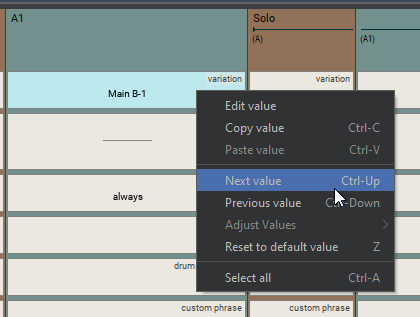 A1
Solo
(A)
(A1)
variation
variation
Main B-1
Edit value
Copy value Ctrl-C
Paste value Ctrl-V
Next value Ctrl-Up
Previous value Ctrl-Down
always
Adjust Values
Reset to default value Z
drum
Select all Ctrl-A
custom phrase
custom phrase